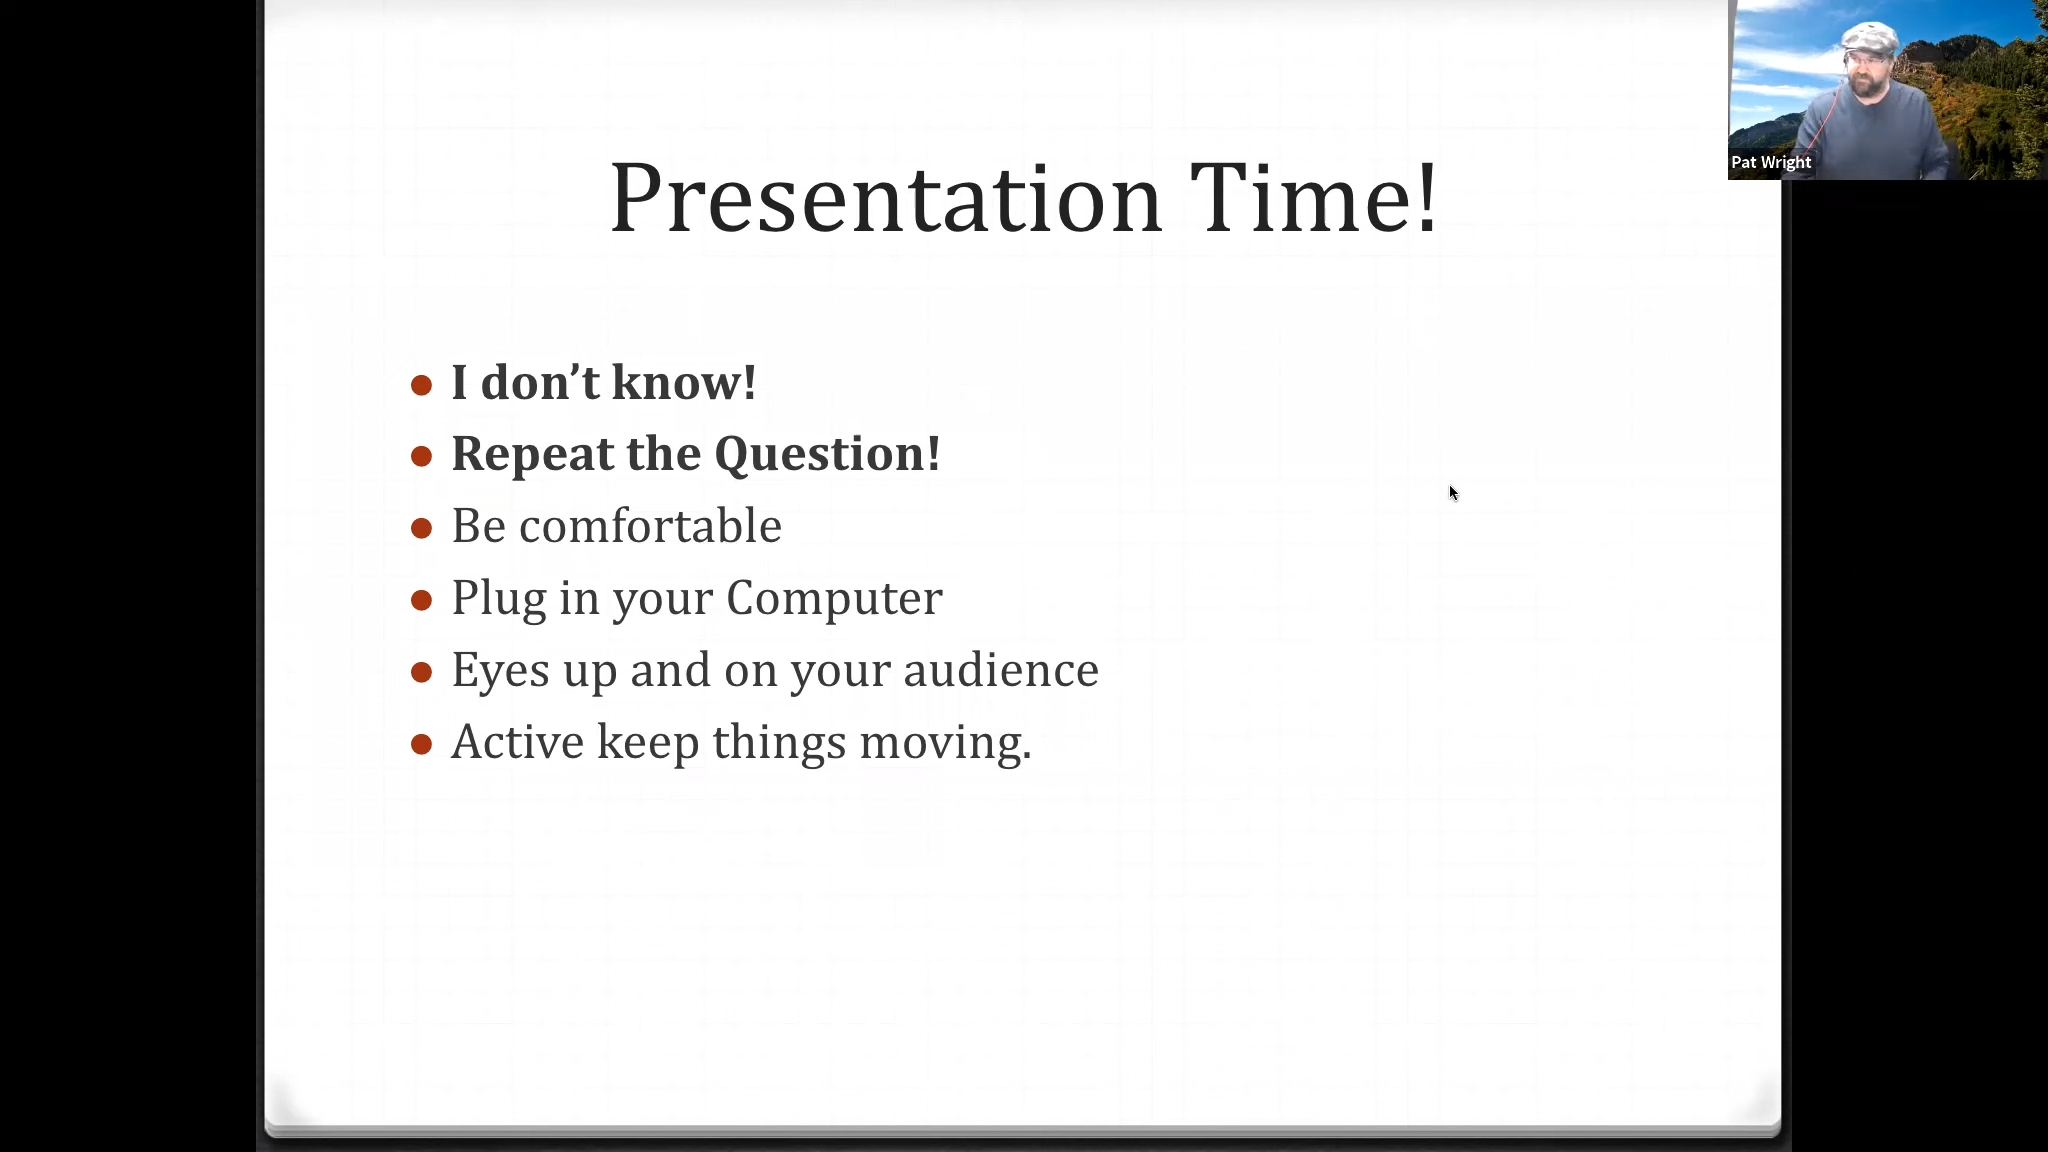 Presentation Time!
I don’t know!
Repeat the Question!
Be comfortable
Plug in your Computer
Eyes up and on your audience
Active keep things moving.
Pat Wright